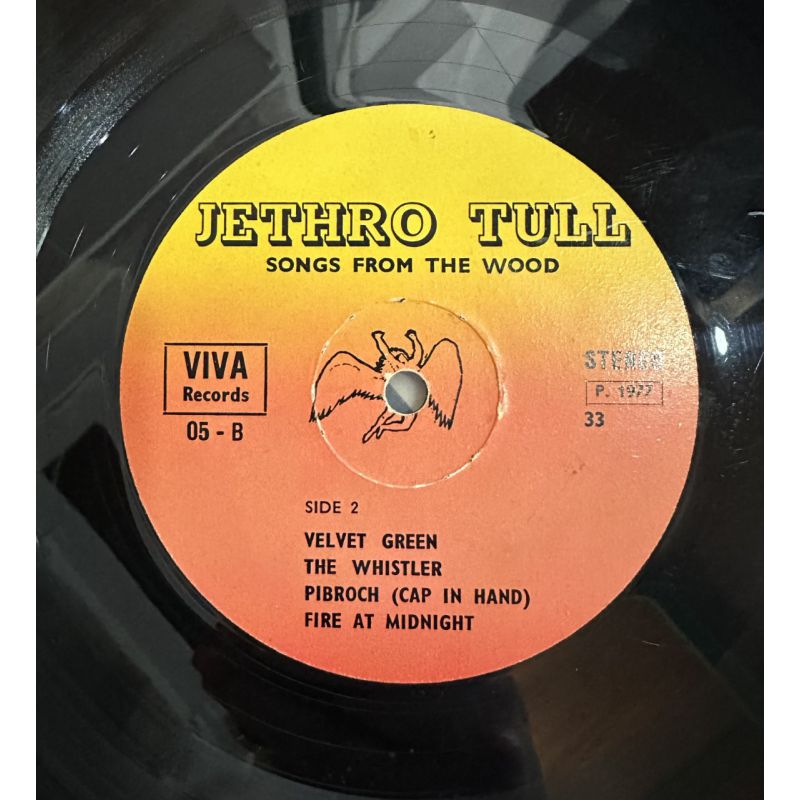 JETHRO TULL
SONGS FROM THE WOOD
VIVA
Records
05 - B
STEREO
P. 1977
33
SIDE 2
VELVET GREEN
THE WHISTLER
PIBROCH (CAP IN HAND)
FIRE AT MIDNIGHT